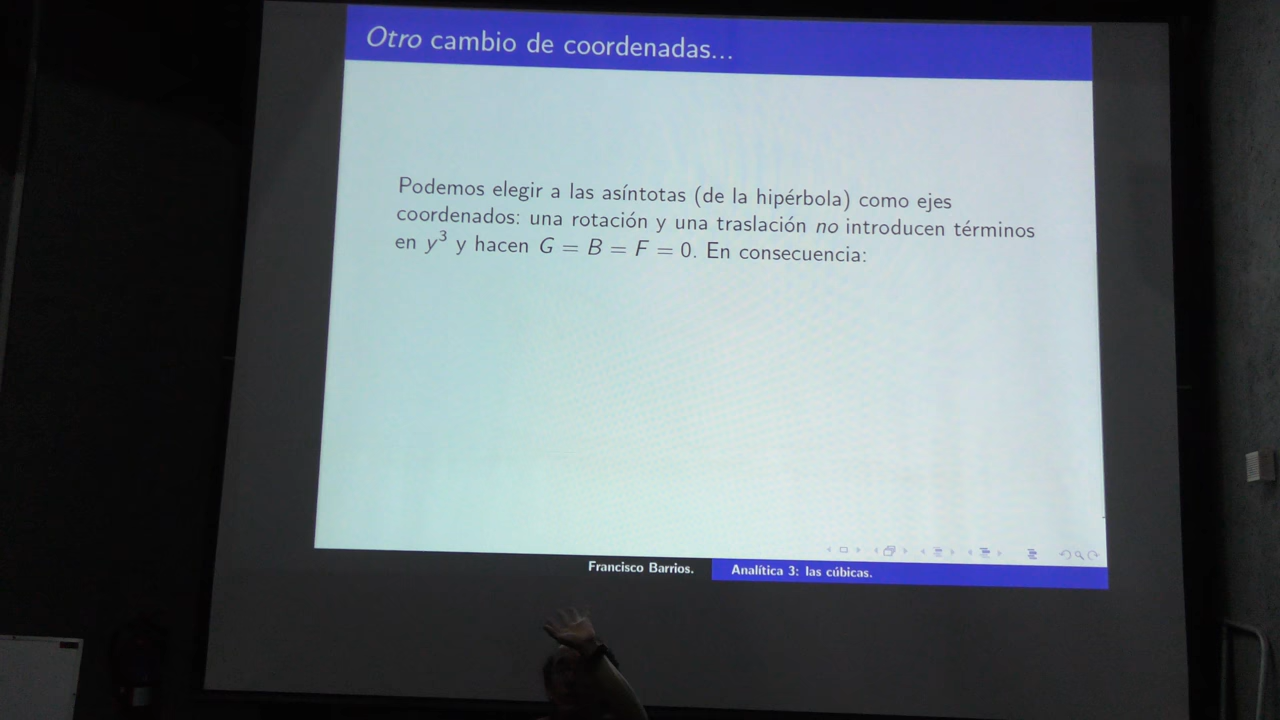 Otro cambio de coordenadas...
Podemos elegir a las asíntotas (de la hipérbola) como ejes
coordenados: una rotación y una traslación no introducen términos
en y³ y hacen G = B = F = 0. En consecuencia:
Francisco Barrios.
Analítica 3: las cúbicas.